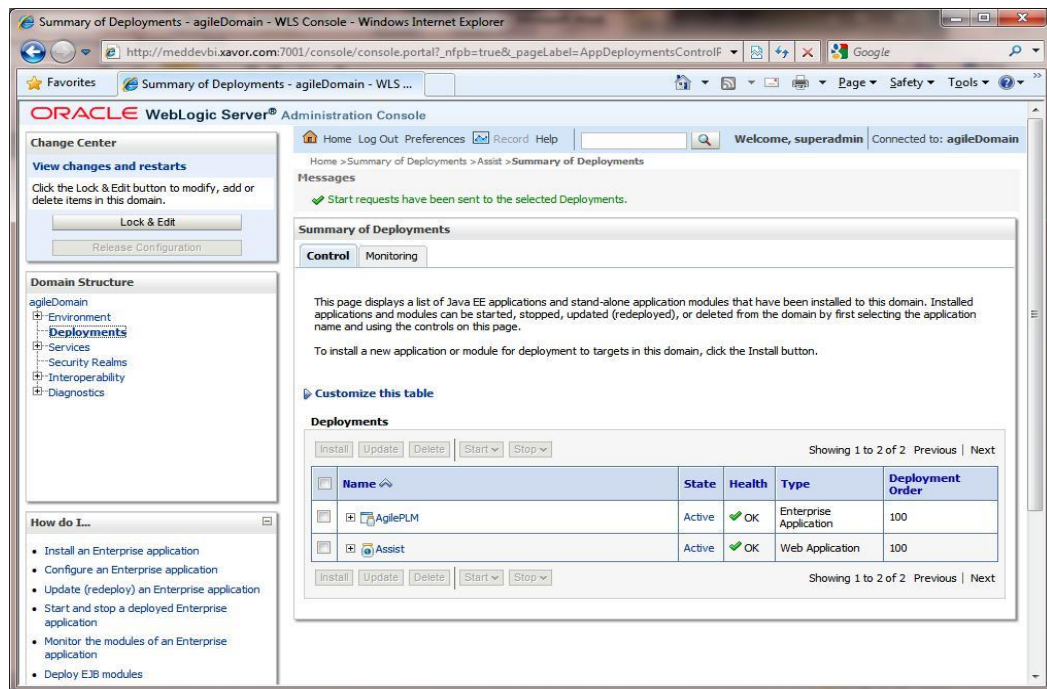 Summary of Deployments - agileDomain - WLS Console - Windows Internet Explorer
http://meddevbi.xavor.com:7001/console/console.portal?_nfpb=true&_pageLabel=AppDeploymentsControlP
Google
Favorites
Summary of Deployments - agileDomain - WLS ...
Page
Safety
Tools
ORACLE WebLogic Server® Administration Console
Change Center
View changes and restarts
Click the Lock & Edit button to modify, add or
delete items in this domain.
Lock & Edit
Release Configuration
Domain Structure
agileDomain
Environment
Deployments
Services
Security Realms
Interoperability
Diagnostics
How do I...
Install an Enterprise application
Configure an Enterprise application
Update (redeploy) an Enterprise application
Start and stop a deployed Enterprise
application
Monitor the modules of an Enterprise
application
Deploy EJB modules
Home Log Out Preferences Record Help
Welcome, superadmin Connected to: agileDomain
Home >Summary of Deployments >Assist >Summary of Deployments
Messages
Start requests have been sent to the selected Deployments.
Summary of Deployments
Control Monitoring
This page displays a list of Java EE applications and stand-alone application modules that have been installed to this domain. Installed
applications and modules can be started, stopped, updated (redeployed), or deleted from the domain by first selecting the application
name and using the controls on this page.
To install a new application or module for deployment to targets in this domain, click the Install button.
Customize this table
Deployments
Install Update Delete Start Stop Showing 1 to 2 of 2 Previous | Next
Name State Health Type Deployment Order
AgilePLM Active OK Enterprise Application 100
Assist Active OK Web Application 100
Install Update Delete Start Stop Showing 1 to 2 of 2 Previous | Next